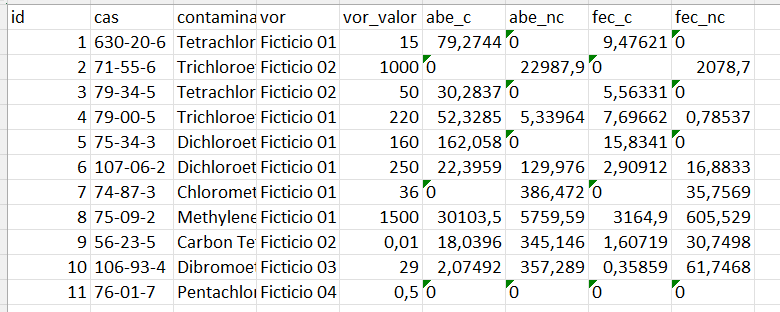 id cas contamina vor vor_valor abe_c abe_nc fec_c fec_nc
1 630-20-6 Tetrachlor Ficticio 01 15 79,2744 0 9,47621 0
2 71-55-6 Trichloroet Ficticio 02 1000 0 22987,9 0 2078,7
3 79-34-5 Tetrachlor Ficticio 02 50 30,2837 0 5,56331 0
4 79-00-5 Trichloroet Ficticio 01 220 52,3285 5,33964 7,69662 0,78537
5 75-34-3 Dichloroet Ficticio 01 160 162,058 0 15,8341 0
6 107-06-2 Dichloroet Ficticio 01 250 22,3959 129,976 2,90912 16,8833
7 74-87-3 Chloromet Ficticio 01 36 0 386,472 0 35,7569
8 75-09-2 Methylene Ficticio 01 1500 30103,5 5759,59 3164,9 605,529
9 56-23-5 Carbon Te Ficticio 02 0,01 18,0396 345,146 1,60719 30,7498
10 106-93-4 Dibromoet Ficticio 03 29 2,07492 357,289 0,35859 61,7468
11 76-01-7 Pentachlor Ficticio 04 0,5 0 0 0 0